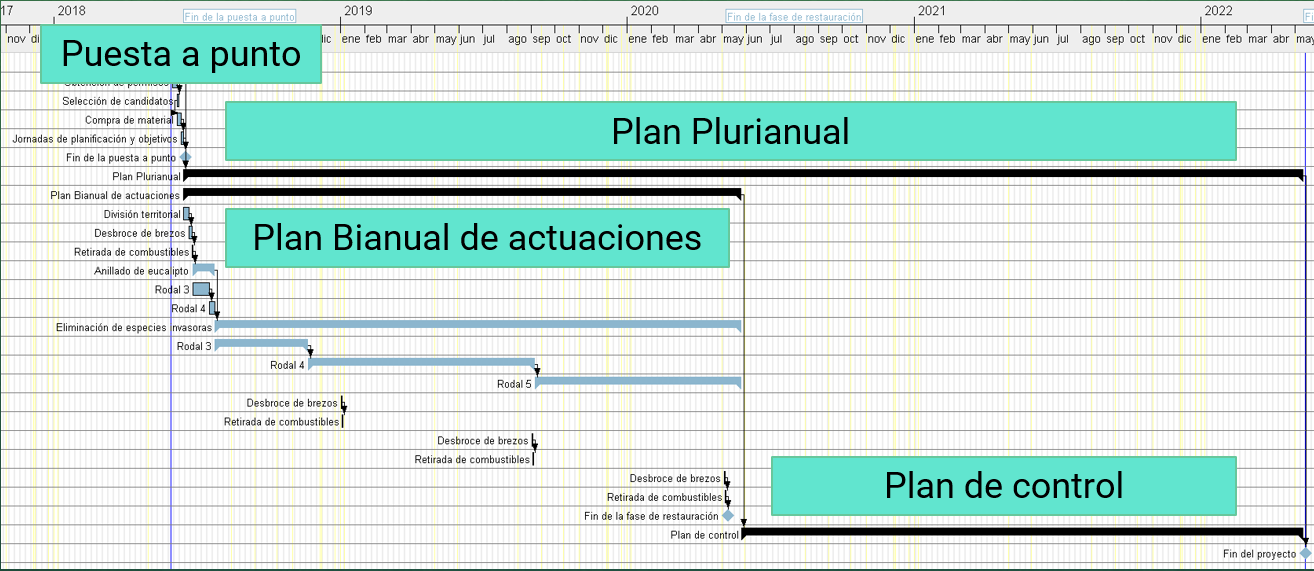 17 2018 2019 2020 2021 2022
Fin de la puesta a punto Fin de la fase de restauración Fi
nov di dic ene feb mar abr may jun jul ago sep oct nov dic ene feb mar abr may jun jul ago sep oct nov dic ene feb mar abr may jun jul ago sep oct nov dic ene feb mar abr may
Puesta a punto
Obtención de permisos
Selección de candidatos
Compra de material
Plan Plurianual
Jornadas de planificación y objetivos
Fin de la puesta a punto
Plan Plurianual
Plan Bianual de actuaciones
División territorial
Desbroce de brezos
Plan Bianual de actuaciones
Retirada de combustibles
Anillado de eucalipto
Rodal 3
Rodal 4
Eliminación de especies invasoras
Rodal 3
Rodal 4
Rodal 5
Desbroce de brezos
Retirada de combustibles
Desbroce de brezos
Retirada de combustibles
Desbroce de brezos
Plan de control
Retirada de combustibles
Fin de la fase de restauración
Plan de control
Fin del proyecto